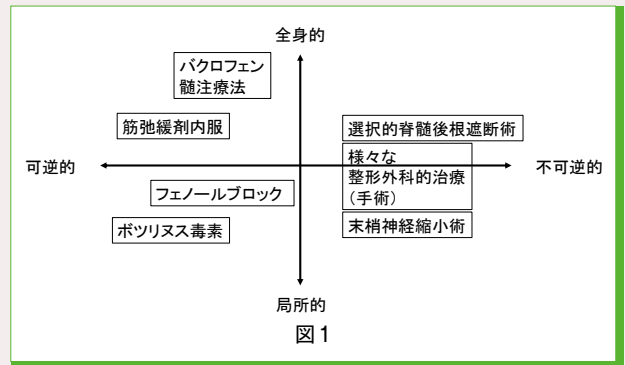 全身的
バクロフェン
髄注療法
筋弛緩剤内服
選択的脊髄後根遮断術
可逆的
様々な
整形外科的治療
（手術）
不可逆的
フェノールブロック
ボツリヌス毒素
末梢神経縮小術
局所的
図1